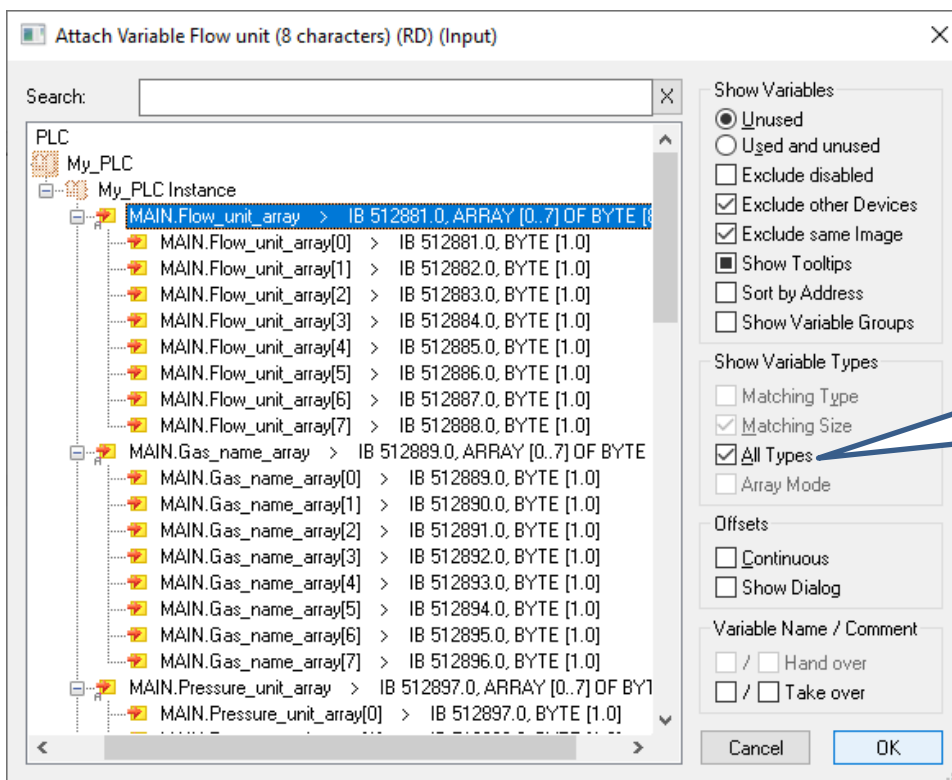 Attach Variable Flow unit (8 characters) (RD) (Input)
Search:
PLC
My_PLC
My_PLC Instance
MAIN.Flow_unit_array > IB 512881.0, ARRAY [0..7] OF BYTE [8
MAIN.Flow_unit_array[0] > IB 512881.0, BYTE [1.0]
MAIN.Flow_unit_array[1] > IB 512882.0, BYTE [1.0]
MAIN.Flow_unit_array[2] > IB 512883.0, BYTE [1.0]
MAIN.Flow_unit_array[3] > IB 512884.0, BYTE [1.0]
MAIN.Flow_unit_array[4] > IB 512885.0, BYTE [1.0]
MAIN.Flow_unit_array[5] > IB 512886.0, BYTE [1.0]
MAIN.Flow_unit_array[6] > IB 512887.0, BYTE [1.0]
MAIN.Flow_unit_array[7] > IB 512888.0, BYTE [1.0]
MAIN.Gas_name_array > IB 512889.0, ARRAY [0..7] OF BYTE
MAIN.Gas_name_array[0] > IB 512889.0, BYTE [1.0]
MAIN.Gas_name_array[1] > IB 512890.0, BYTE [1.0]
MAIN.Gas_name_array[2] > IB 512891.0, BYTE [1.0]
MAIN.Gas_name_array[3] > IB 512892.0, BYTE [1.0]
MAIN.Gas_name_array[4] > IB 512893.0, BYTE [1.0]
MAIN.Gas_name_array[5] > IB 512894.0, BYTE [1.0]
MAIN.Gas_name_array[6] > IB 512895.0, BYTE [1.0]
MAIN.Gas_name_array[7] > IB 512896.0, BYTE [1.0]
MAIN.Pressure_unit_array > IB 512897.0, ARRAY [0..7] OF BYT
MAIN.Pressure_unit_array[0] > IB 512897.0, BYTE [1.0]
Show Variables
Unused
Used and unused
Exclude disabled
Exclude other Devices
Exclude same Image
Show Tooltips
Sort by Address
Show Variable Groups
Show Variable Types
Matching Type
Matching Size
All Types
Array Mode
Offsets
Continuous
Show Dialog
Variable Name / Comment
/ Hand over
/ Take over
Cancel
OK